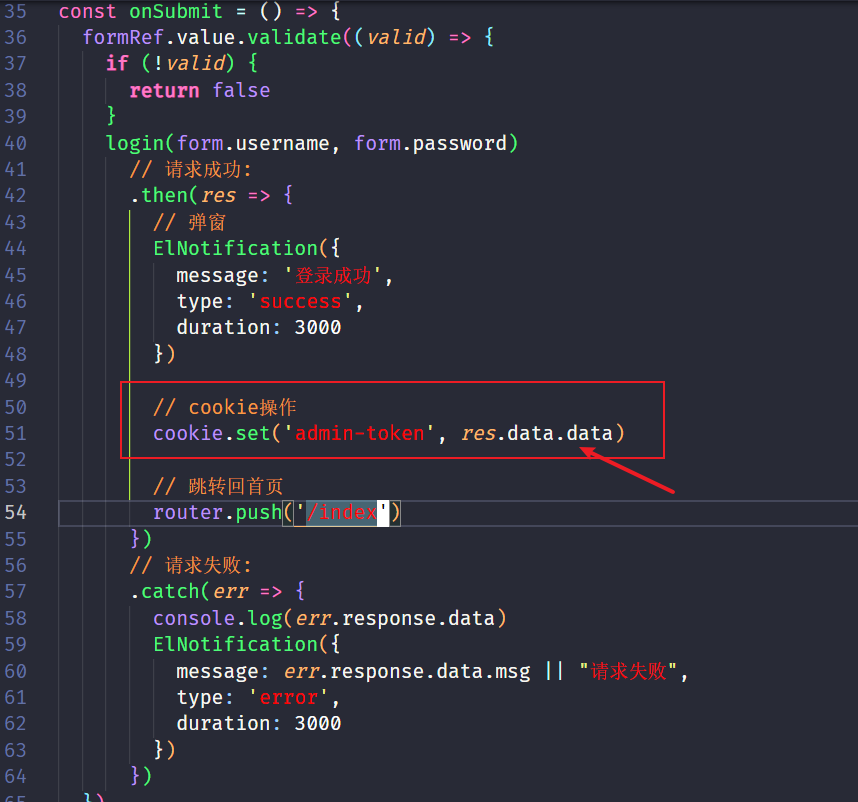 35 const onSubmit = () => {
36 formRef.value.validate((valid) => {
37 if (!valid) {
38 return false
39 }
40 login(form.username, form.password)
41 // 请求成功:
42 .then(res => {
43 // 弹窗
44 ElNotification({
45 message: '登录成功',
46 type: 'success',
47 duration: 3000
48 })
49
50 // cookie操作
51 cookie.set('admin-token', res.data.data)
52
53 // 跳转回首页
54 router.push('/index')
55 })
56 // 请求失败:
57 .catch(err => {
58 console.log(err.response.data)
59 ElNotification({
60 message: err.response.data.msg || "请求失败",
61 type: 'error',
62 duration: 3000
63 })
64 })
65 })